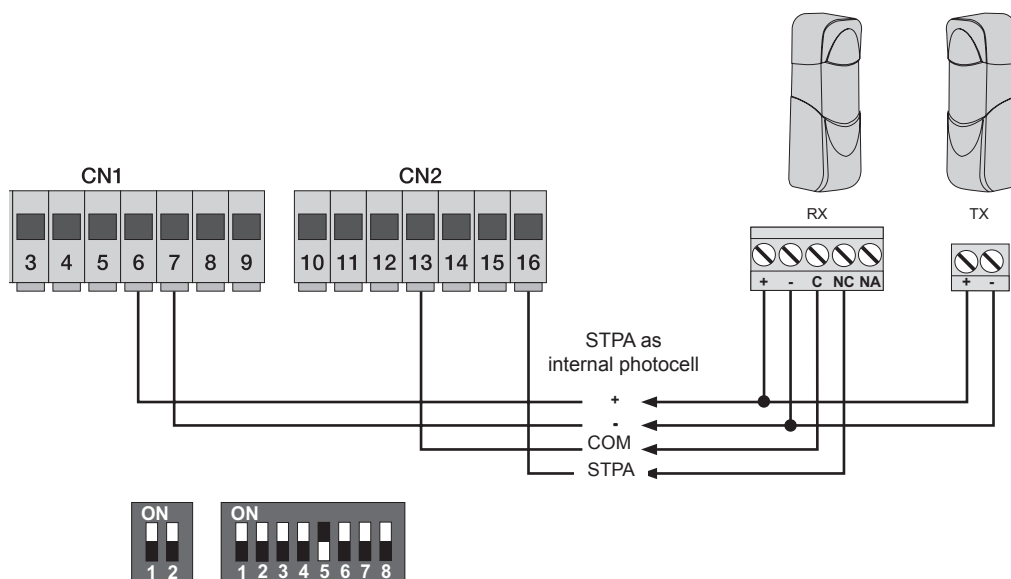 CN1
CN2
3 4 5 6 7 8 9
10 11 12 13 14 15 16
RX
TX
+ - C NC NA
+ -
STPA as
internal photocell
+
-
COM
STPA
ON
1 2
ON
1 2 3 4 5 6 7 8